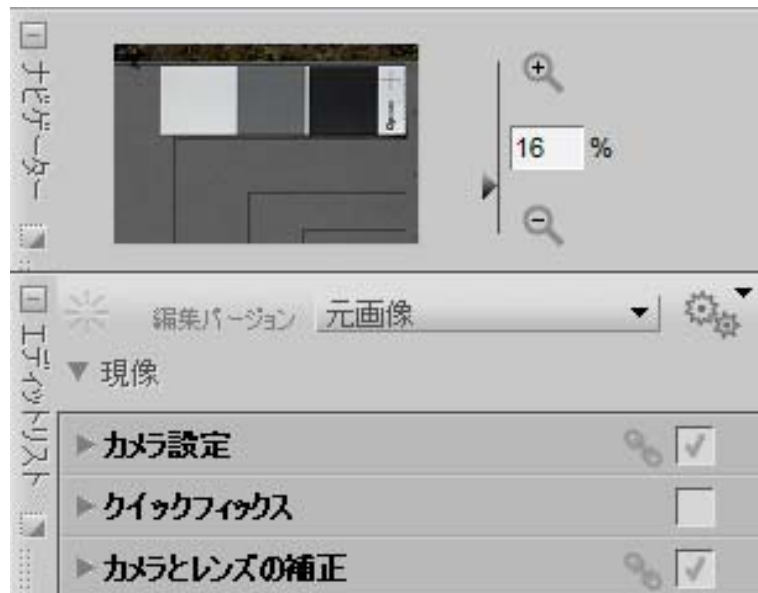 ナビゲーター
16 %
エディットリスト
編集バージョン 元画像
現像
カメラ設定
クイックフィックス
カメラとレンズの補正